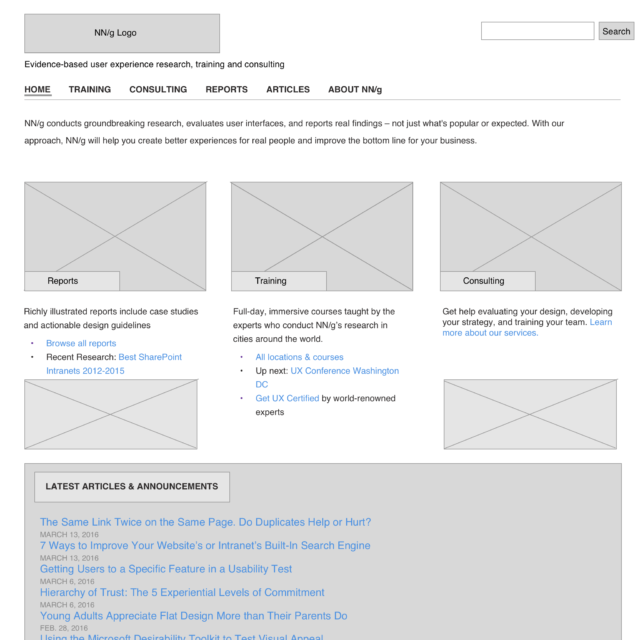 NN/g Logo
Search
Evidence-based user experience research, training and consulting
HOME TRAINING CONSULTING REPORTS ARTICLES ABOUT NN/g
NN/g conducts groundbreaking research, evaluates user interfaces, and reports real findings – not just what's popular or expected. With our
approach, NN/g will help you create better experiences for real people and improve the bottom line for your business.
Reports
Richly illustrated reports include case studies
and actionable design guidelines
• Browse all reports
• Recent Research: Best SharePoint
Intranets 2012-2015
Training
Full-day, immersive courses taught by the
experts who conduct NN/g's research in
cities around the world.
• All locations & courses
• Up next: UX Conference Washington
DC
• Get UX Certified by world-renowned
experts
Consulting
Get help evaluating your design, developing
your strategy, and training your team. Learn
more about our services.
LATEST ARTICLES & ANNOUNCEMENTS
The Same Link Twice on the Same Page. Do Duplicates Help or Hurt?
MARCH 13, 2016
7 Ways to Improve Your Website's or Intranet's Built-In Search Engine
MARCH 13, 2016
Getting Users to a Specific Feature in a Usability Test
MARCH 6, 2016
Hierarchy of Trust: The 5 Experiential Levels of Commitment
MARCH 6, 2016
Young Adults Appreciate Flat Design More than Their Parents Do
FEB. 28, 2016
Using the Microsoft Desirability Toolkit to Test Visual Appeal